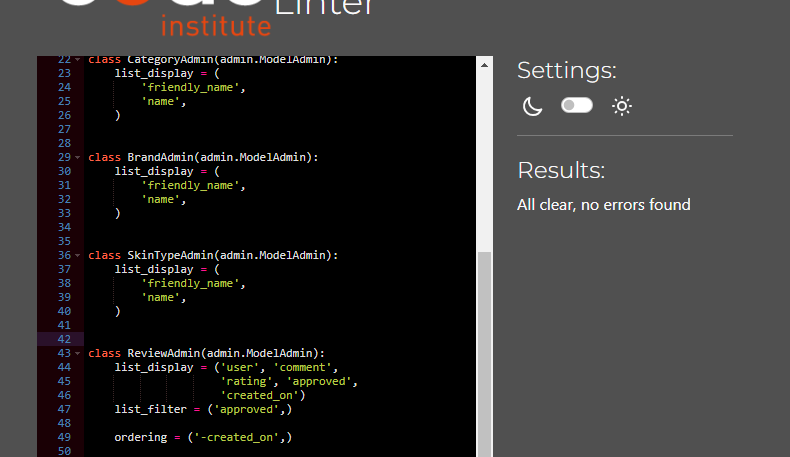 Linter
institute
22 class CategoryAdmin(admin.ModelAdmin):
23     list_display = (
24         'friendly_name',
25         'name',
26     )
27
28
29 class BrandAdmin(admin.ModelAdmin):
30     list_display = (
31         'friendly_name',
32         'name',
33     )
34
35
36 class SkinTypeAdmin(admin.ModelAdmin):
37     list_display = (
38         'friendly_name',
39         'name',
40     )
41
42
43 class ReviewAdmin(admin.ModelAdmin):
44     list_display = ('user', 'comment',
45                     'rating', 'approved',
46                     'created_on')
47     list_filter = ('approved',)
48
49     ordering = ('-created_on',)
50
Settings:
Results:
All clear, no errors found